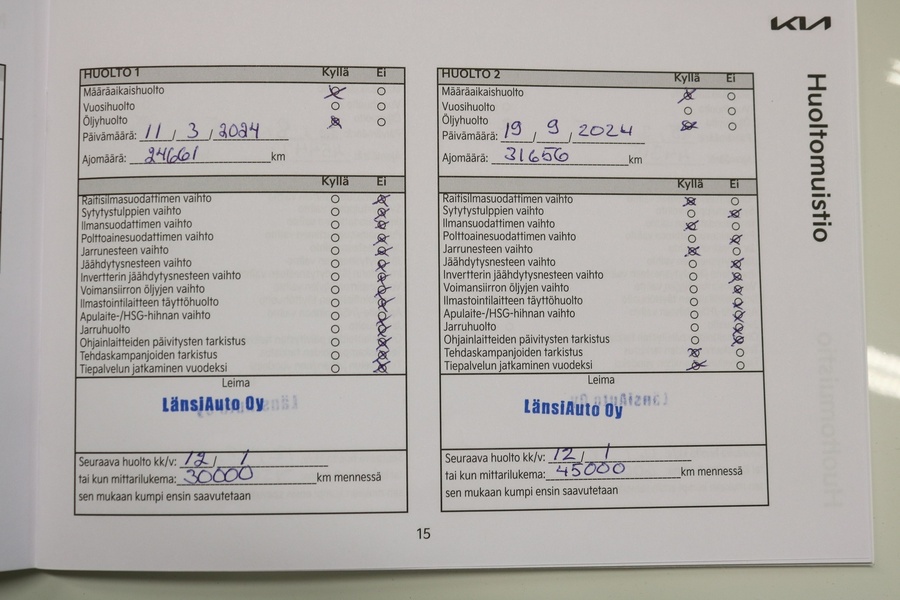 KIA
Huoltomuistio
HUOLTO 1 Kyllä Ei
Määräaikaishuolto
Vuosihuolto
Öljyhuolto
Päivämäärä: 11 / 3 / 2024
Ajomäärä: 24661 km
Kyllä Ei
Raitisilmasuodattimen vaihto
Sytytystulppien vaihto
Ilmansuodattimen vaihto
Polttoainesuodattimen vaihto
Jarrunesteen vaihto
Jäähdytysnesteen vaihto
Invertterin jäähdytysnesteen vaihto
Voimansiirron öljyjen vaihto
Ilmastointilaitteen täyttöhuolto
Apulaite-/HSG-hihnan vaihto
Jarruhuolto
Ohjainlaitteiden päivitysten tarkistus
Tehdaskampanjoiden tarkistus
Tiepalvelun jatkaminen vuodeksi
Leima
LänsiAuto Oy
Seuraava huolto kk/v: 12 / 1
tai kun mittarilukema: 30000 km mennessä
sen mukaan kumpi ensin saavutetaan
HUOLTO 2 Kyllä Ei
Määräaikaishuolto
Vuosihuolto
Öljyhuolto
Päivämäärä: 19 / 9 / 2024
Ajomäärä: 31656 km
Kyllä Ei
Raitisilmasuodattimen vaihto
Sytytystulppien vaihto
Ilmansuodattimen vaihto
Polttoainesuodattimen vaihto
Jarrunesteen vaihto
Jäähdytysnesteen vaihto
Invertterin jäähdytysnesteen vaihto
Voimansiirron öljyjen vaihto
Ilmastointilaitteen täyttöhuolto
Apulaite-/HSG-hihnan vaihto
Jarruhuolto
Ohjainlaitteiden päivitysten tarkistus
Tehdaskampanjoiden tarkistus
Tiepalvelun jatkaminen vuodeksi
Leima
LänsiAuto Oy
Seuraava huolto kk/v: 12 / 1
tai kun mittarilukema: 45000 km mennessä
sen mukaan kumpi ensin saavutetaan
15